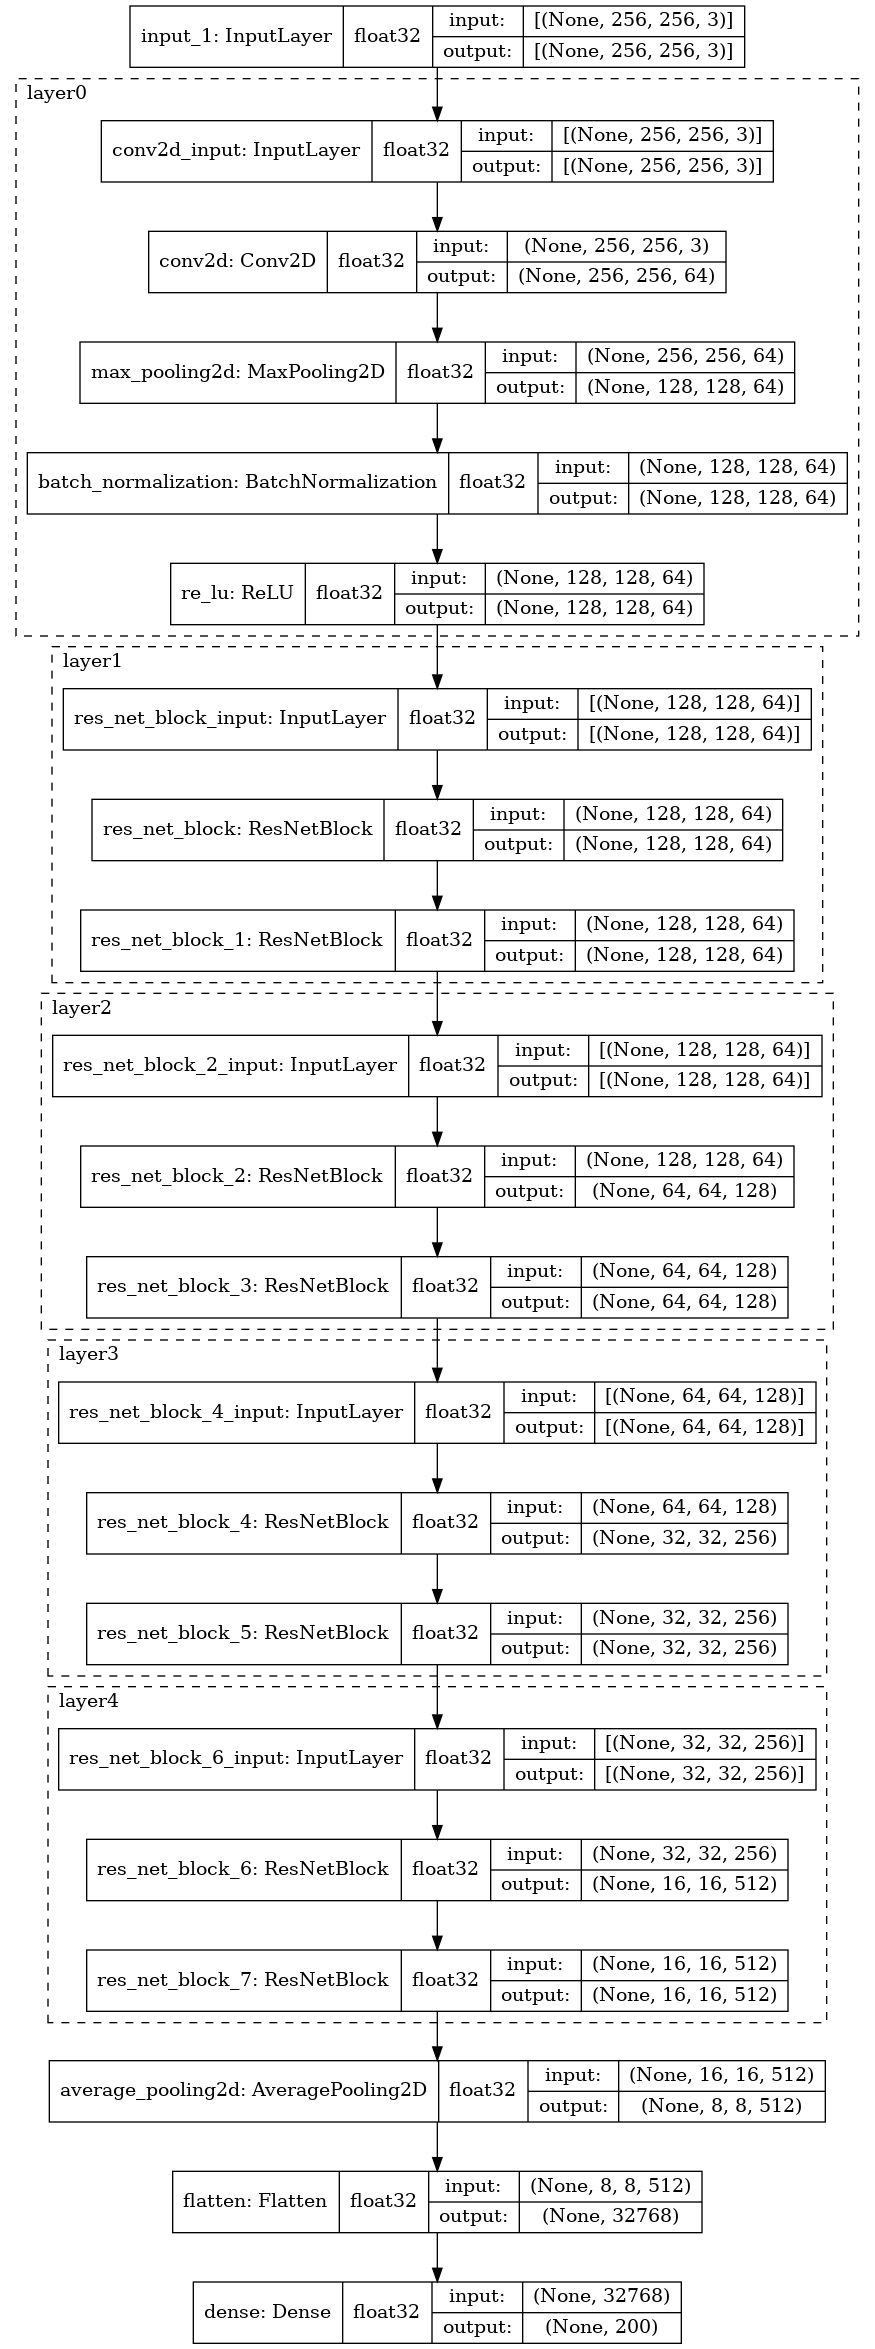 input_1: InputLayer float32 input: [(None, 256, 256, 3)]
output: [(None, 256, 256, 3)]
layer0
conv2d_input: InputLayer float32 input: [(None, 256, 256, 3)]
output: [(None, 256, 256, 3)]
conv2d: Conv2D float32 input: (None, 256, 256, 3)
output: (None, 256, 256, 64)
max_pooling2d: MaxPooling2D float32 input: (None, 256, 256, 64)
output: (None, 128, 128, 64)
batch_normalization: BatchNormalization float32 input: (None, 128, 128, 64)
output: (None, 128, 128, 64)
re_lu: ReLU float32 input: (None, 128, 128, 64)
output: (None, 128, 128, 64)
layer1
res_net_block_input: InputLayer float32 input: [(None, 128, 128, 64)]
output: [(None, 128, 128, 64)]
res_net_block: ResNetBlock float32 input: (None, 128, 128, 64)
output: (None, 128, 128, 64)
res_net_block_1: ResNetBlock float32 input: (None, 128, 128, 64)
output: (None, 128, 128, 64)
layer2
res_net_block_2_input: InputLayer float32 input: [(None, 128, 128, 64)]
output: [(None, 128, 128, 64)]
res_net_block_2: ResNetBlock float32 input: (None, 128, 128, 64)
output: (None, 64, 64, 128)
res_net_block_3: ResNetBlock float32 input: (None, 64, 64, 128)
output: (None, 64, 64, 128)
layer3
res_net_block_4_input: InputLayer float32 input: [(None, 64, 64, 128)]
output: [(None, 64, 64, 128)]
res_net_block_4: ResNetBlock float32 input: (None, 64, 64, 128)
output: (None, 32, 32, 256)
res_net_block_5: ResNetBlock float32 input: (None, 32, 32, 256)
output: (None, 32, 32, 256)
layer4
res_net_block_6_input: InputLayer float32 input: [(None, 32, 32, 256)]
output: [(None, 32, 32, 256)]
res_net_block_6: ResNetBlock float32 input: (None, 32, 32, 256)
output: (None, 16, 16, 512)
res_net_block_7: ResNetBlock float32 input: (None, 16, 16, 512)
output: (None, 16, 16, 512)
average_pooling2d: AveragePooling2D float32 input: (None, 16, 16, 512)
output: (None, 8, 8, 512)
flatten: Flatten float32 input: (None, 8, 8, 512)
output: (None, 32768)
dense: Dense float32 input: (None, 32768)
output: (None, 200)